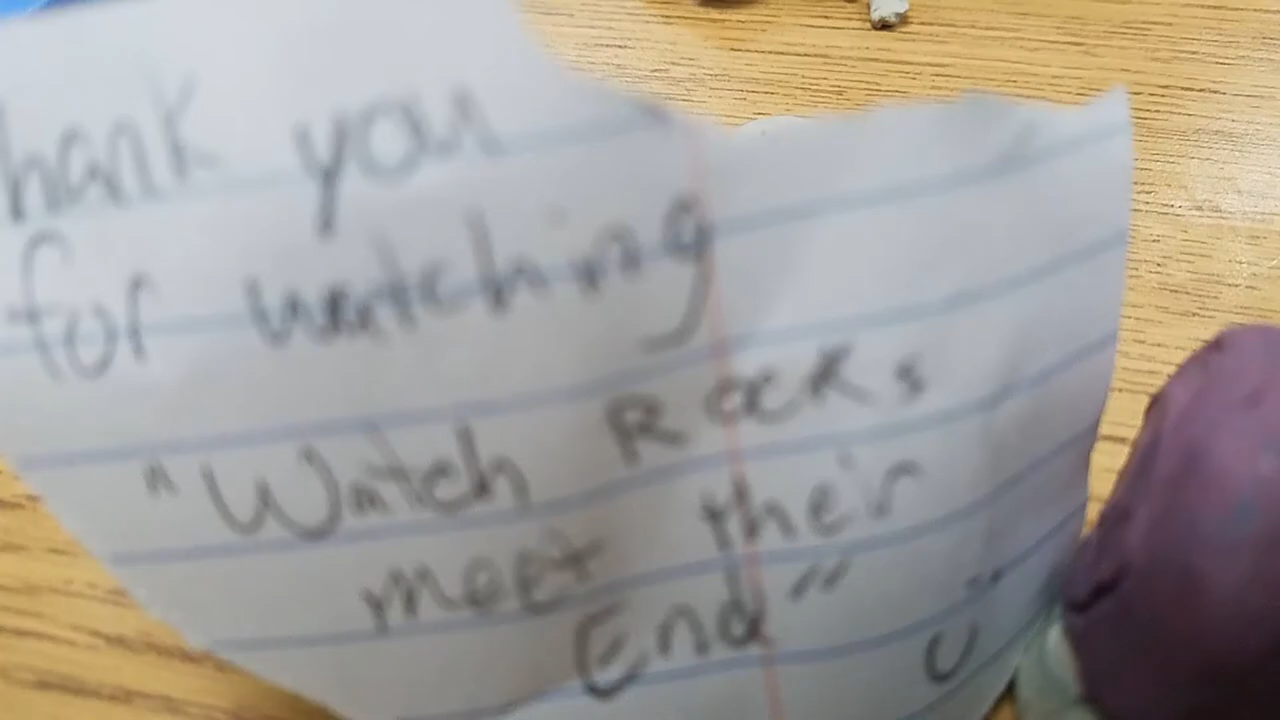 hank you
for watching
"Watch Rocks
meet their
End" Ü